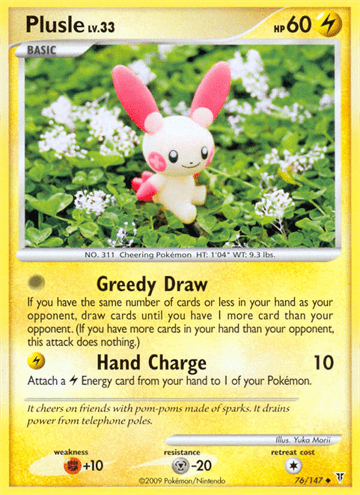 Plusle LV.33 HP 60
BASIC
NO. 311 Cheering Pokémon HT: 1'04" WT: 9.3 lbs.
Greedy Draw
If you have the same number of cards or less in your hand as your
opponent, draw cards until you have 1 more card than your
opponent. (If you have more cards in your hand than your opponent,
this attack does nothing.)
Hand Charge 10
Attach a Energy card from your hand to 1 of your Pokémon.
It cheers on friends with pom-poms made of sparks. It drains
power from telephone poles.
Illus. Yuka Morii
weakness resistance retreat cost
+10 -20
©2009 Pokémon/Nintendo 76/147